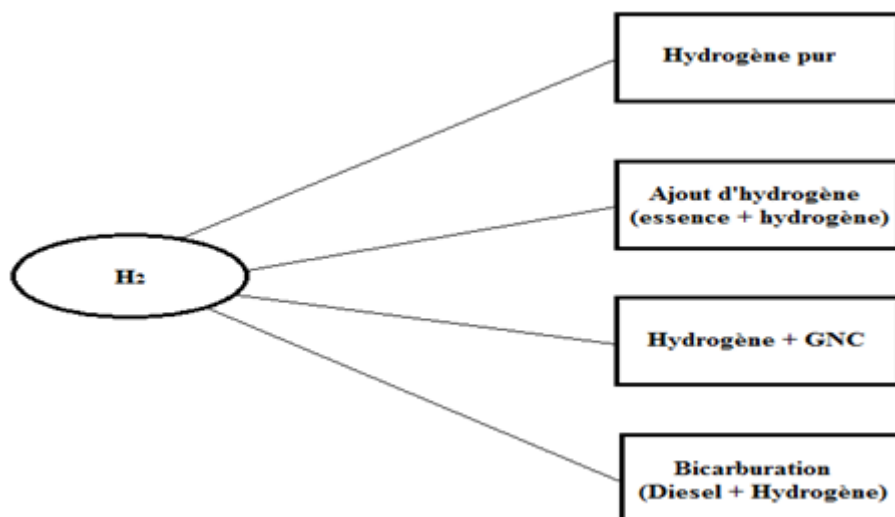 Hydrogène pur
Ajout d'hydrogène
(essence + hydrogène)
H₂
Hydrogène + GNC
Bicarburation
(Diesel + Hydrogène)